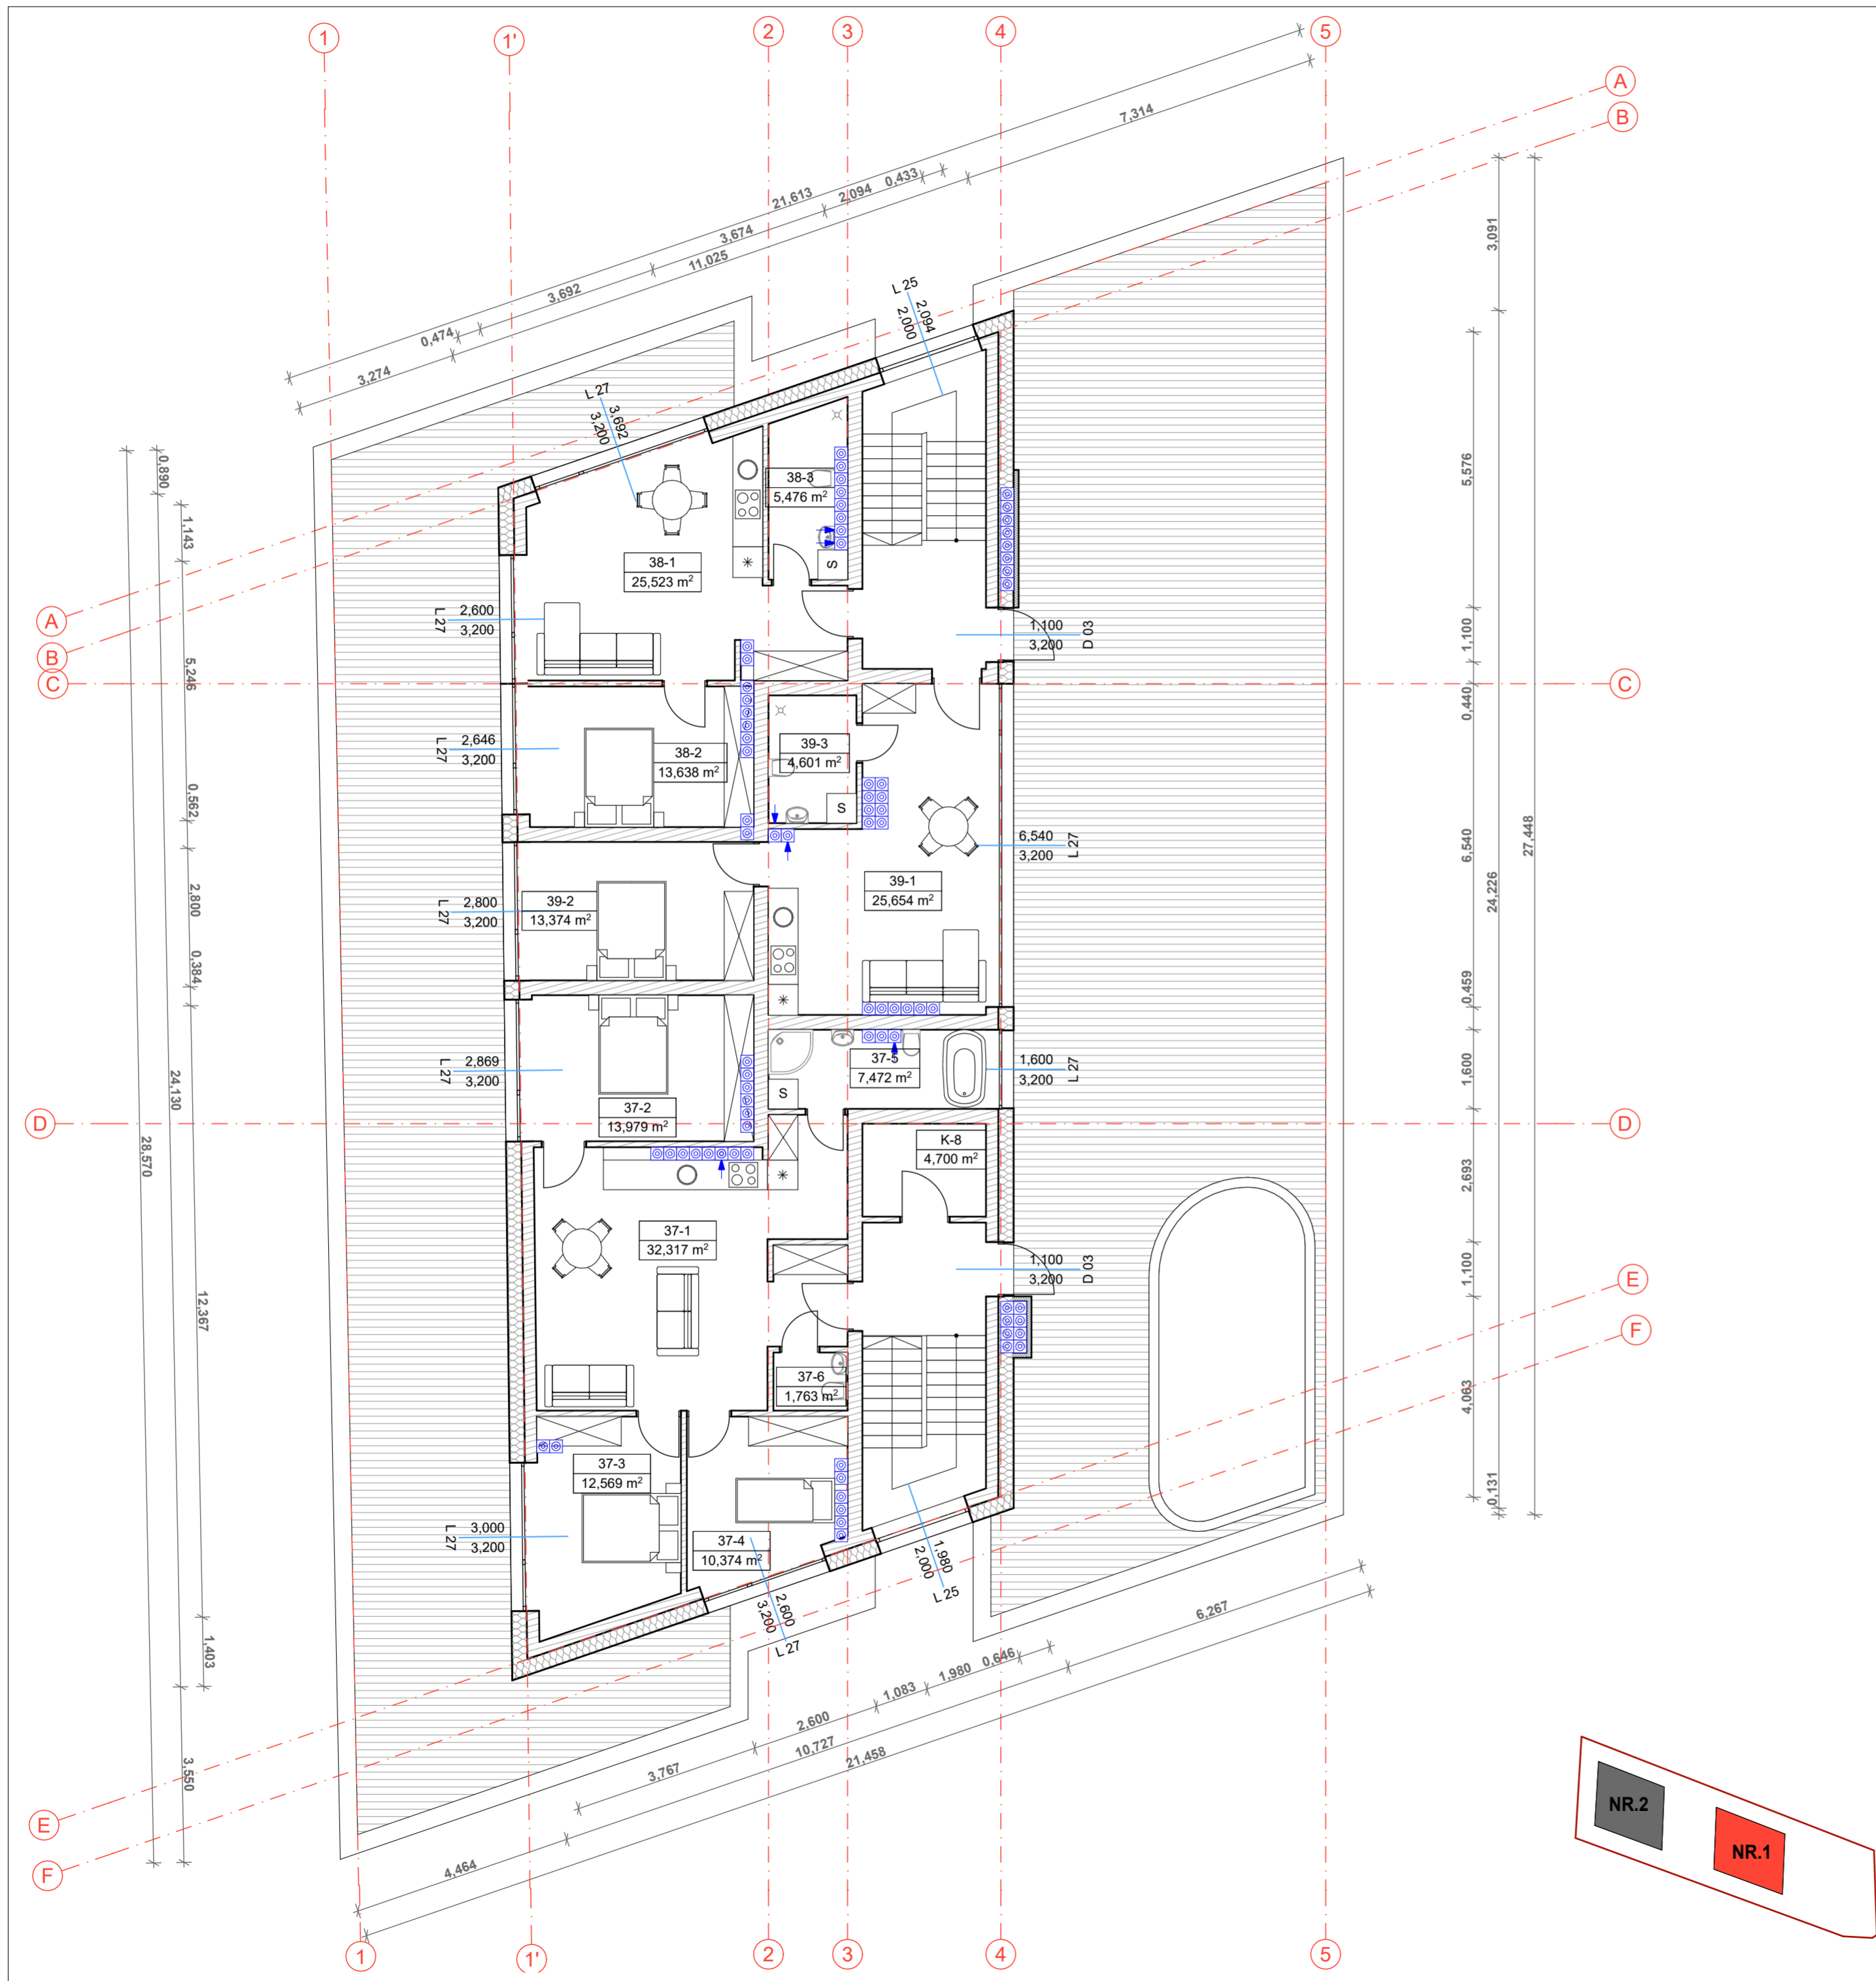 1
1'
2
3
4
5
A
B
7,314
21,613
2,094
0,433
3,674
11,025
3,692
0,474
3,274
3,091
L 25
2,094
2,000
L 27
3,692
3,200
0,890
1,143
38-3
5,476 m²
5,576
S
38-1
25,523 m²
A
L 27
2,600
3,200
1,100
3,200
D 03
1,100
B
C
C
5,246
0,440
L 27
2,646
3,200
38-2
13,638 m²
39-3
4,601 m²
0,562
S
6,540
3,200
L 27
6,540
27,448
24,226
39-1
25,654 m²
L 27
2,800
3,200
39-2
13,374 m²
2,800
0,384
0,459
37-5
7,472 m²
1,600
3,200
L 27
1,600
L 27
2,869
3,200
24,130
S
37-2
13,979 m²
D
D
28,570
K-8
4,700 m²
2,693
37-1
32,317 m²
1,100
3,200
D 03
1,100
E
12,367
F
37-6
1,763 m²
4,063
37-3
12,569 m²
0,131
L 27
3,000
3,200
37-4
10,374 m²
1,980
2,000
L 25
2,600
3,200
L 27
6,267
1,403
1,980
0,646
1,083
2,600
10,727
21,458
3,767
3,550
E
F
4,464
NR.2
NR.1
1
1'
2
3
4
5